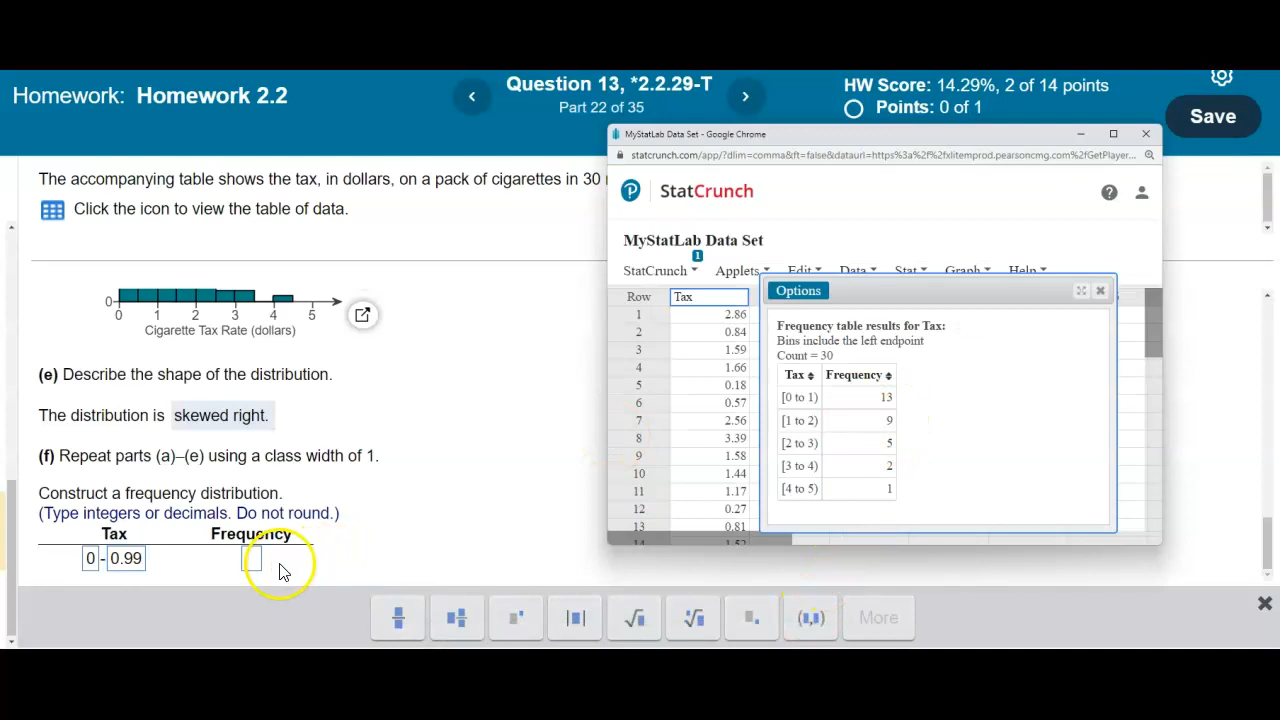 Homework: Homework 2.2
Question 13, *2.2.29-T
Part 22 of 35
HW Score: 14.29%, 2 of 14 points
Points: 0 of 1
Save
The accompanying table shows the tax, in dollars, on a pack of cigarettes in 30
Click the icon to view the table of data.
0
0 1 2 3 4 5
Cigarette Tax Rate (dollars)
(e) Describe the shape of the distribution.
The distribution is skewed right.
(f) Repeat parts (a)–(e) using a class width of 1.
Construct a frequency distribution.
(Type integers or decimals. Do not round.)
Tax Frequency
0 - 0.99
MyStatLab Data Set - Google Chrome
statcrunch.com/app/?dlim=comma&ft=false&dataurl=https%3a%2f%2fxlitemprod.pearsoncmg.com%2fGetPlayer...
P StatCrunch
MyStatLab Data Set
1
StatCrunch Applets Edit Data Stat Graph Help
Row Tax
1 2.86
2 0.84
3 1.59
4 1.66
5 0.18
6 0.57
7 2.56
8 3.39
9 1.58
10 1.44
11 1.17
12 0.27
13 0.81
14 1.52
Options
Frequency table results for Tax:
Bins include the left endpoint
Count = 30
Tax Frequency
[0 to 1) 13
[1 to 2) 9
[2 to 3) 5
[3 to 4) 2
[4 to 5) 1
More